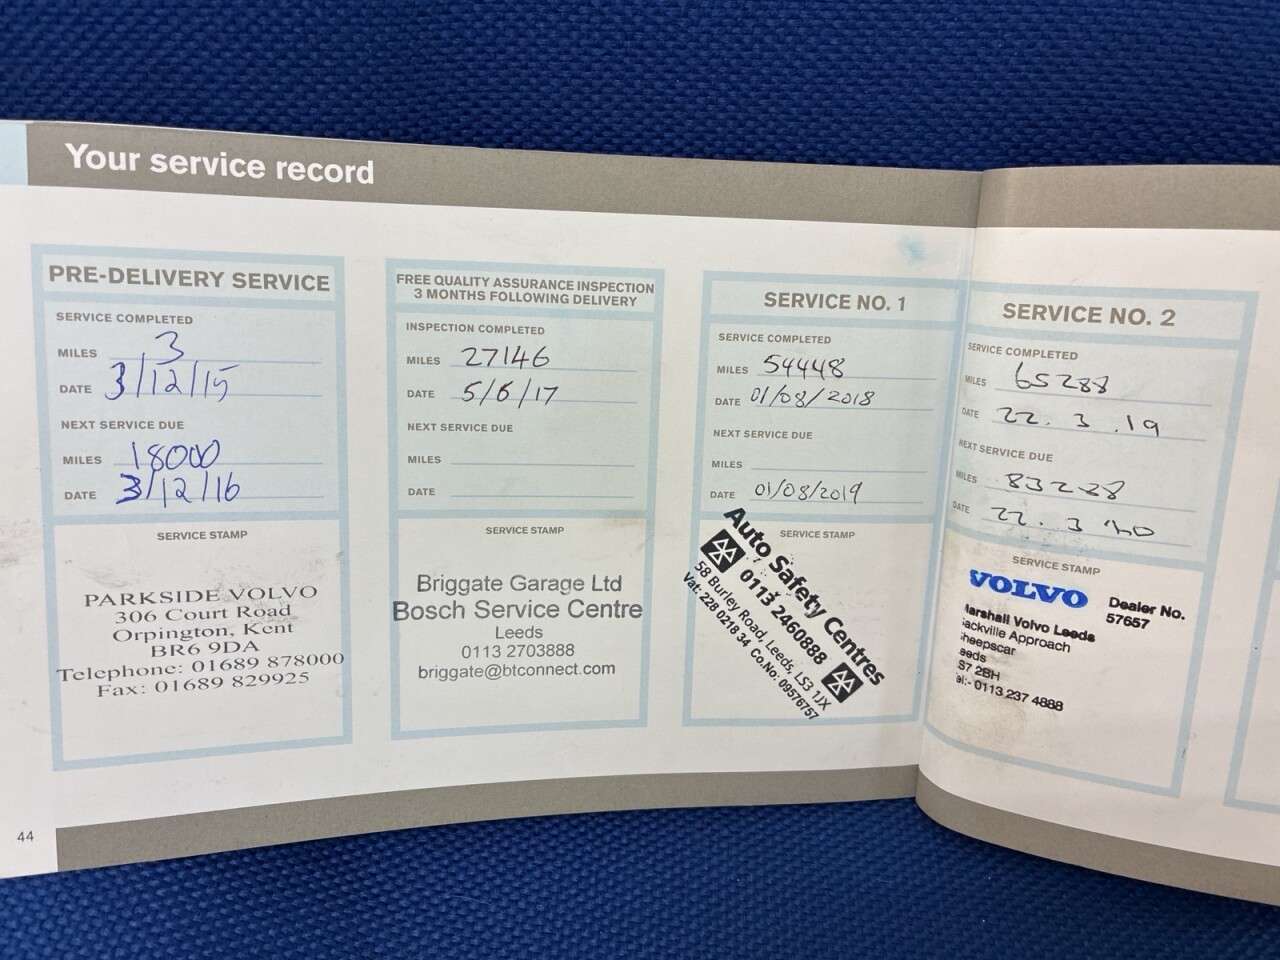 Your service record
PRE-DELIVERY SERVICE
SERVICE COMPLETED
MILES 3
DATE 3/12/15
NEXT SERVICE DUE
MILES 18000
DATE 3/12/16
SERVICE STAMP
PARKSIDE VOLVO
306 Court Road
Orpington, Kent
BR6 9DA
Telephone: 01689 878000
Fax: 01689 829925
FREE QUALITY ASSURANCE INSPECTION
3 MONTHS FOLLOWING DELIVERY
INSPECTION COMPLETED
MILES 27146
DATE 5/6/17
NEXT SERVICE DUE
MILES
DATE
SERVICE STAMP
Briggate Garage Ltd
Bosch Service Centre
Leeds
0113 2703888
briggate@btconnect.com
SERVICE NO. 1
SERVICE COMPLETED
MILES 54448
DATE 01/08/2018
NEXT SERVICE DUE
MILES
DATE 01/08/2019
SERVICE STAMP
Auto Safety Centres
0113 2460888
58 Burley Road, Leeds, LS3 1JX
Vat: 228 0218 34 Co.No: 09576757
SERVICE NO. 2
SERVICE COMPLETED
MILES 65288
DATE 22.3.19
NEXT SERVICE DUE
MILES 83288
DATE 22.3.20
SERVICE STAMP
VOLVO Dealer No.
57657
Marshall Volvo Leeds
ackville Approach
heepscar
eeds
S7 2BH
el:- 0113 237 4888
44